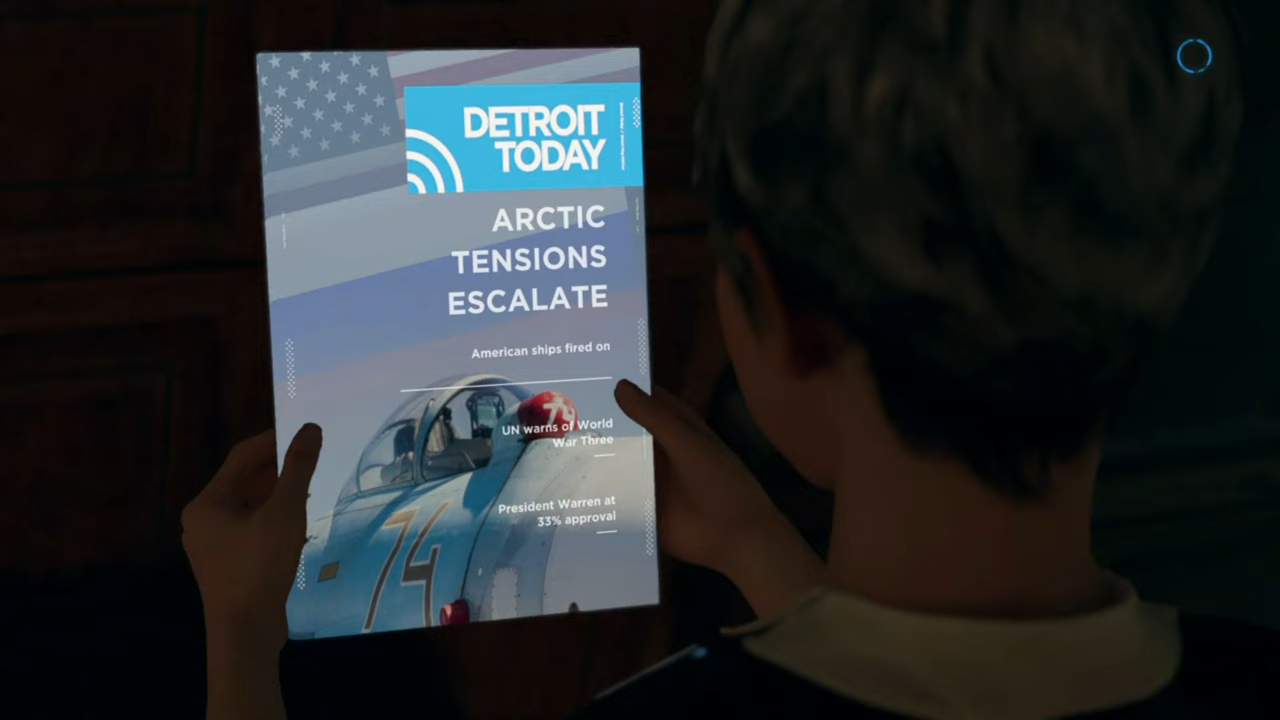 DETROIT
TODAY
ARCTIC
TENSIONS
ESCALATE
American ships fired on
74
UN warns of World
War Three
President Warren at
33% approval
74